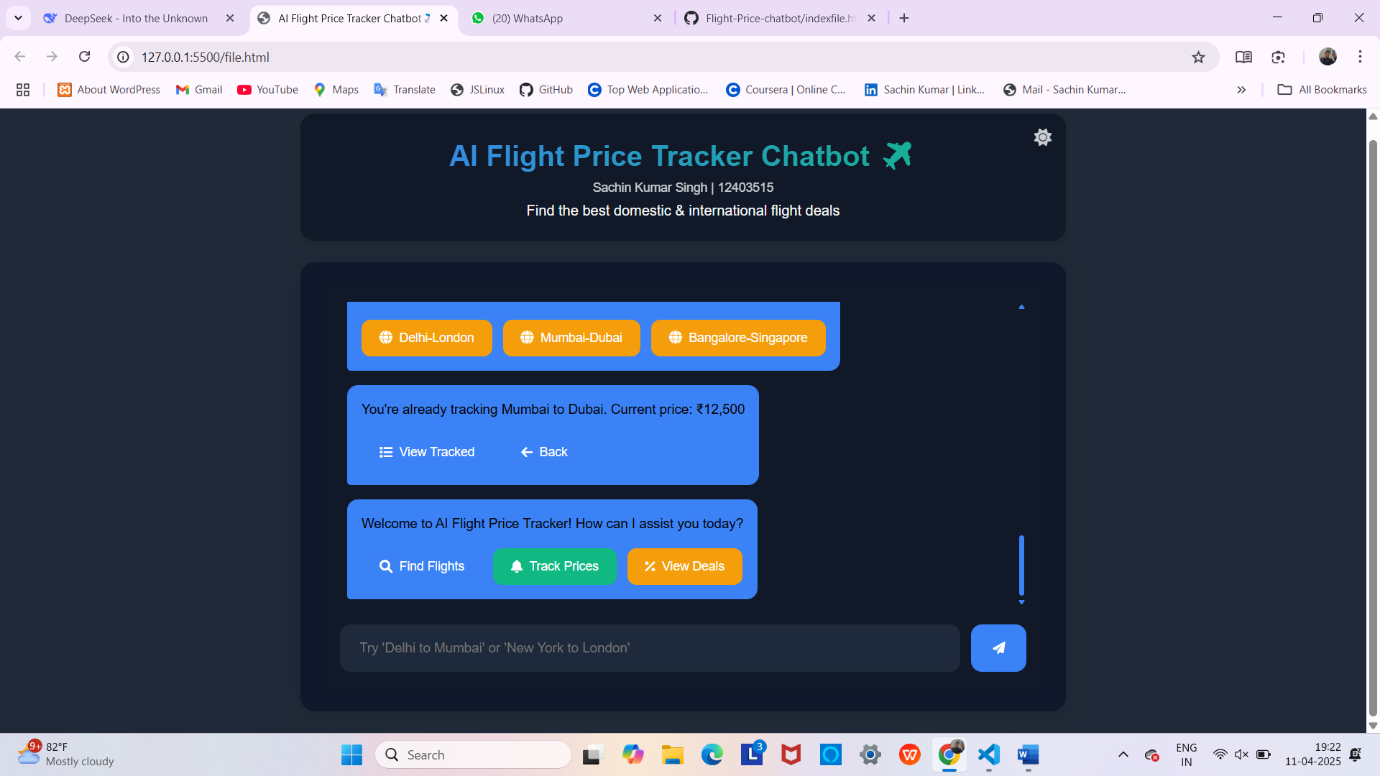 DeepSeek - Into the Unknown
AI Flight Price Tracker Chatbot
(20) WhatsApp
Flight-Price-chatbot/indexfile.h
127.0.0.1:5500/file.html
About WordPress
Gmail
YouTube
Maps
Translate
JSLinux
GitHub
Top Web Applicatio...
Coursera | Online C...
Sachin Kumar | Link...
Mail - Sachin Kumar...
All Bookmarks
AI Flight Price Tracker Chatbot
Sachin Kumar Singh | 12403515
Find the best domestic & international flight deals
Delhi-London
Mumbai-Dubai
Bangalore-Singapore
You're already tracking Mumbai to Dubai. Current price: ₹12,500
View Tracked
Back
Welcome to AI Flight Price Tracker! How can I assist you today?
Find Flights
Track Prices
View Deals
Try 'Delhi to Mumbai' or 'New York to London'
9+
82°F
Mostly cloudy
Search
L
3
W
W
ENG
IN
19:22
11-04-2025